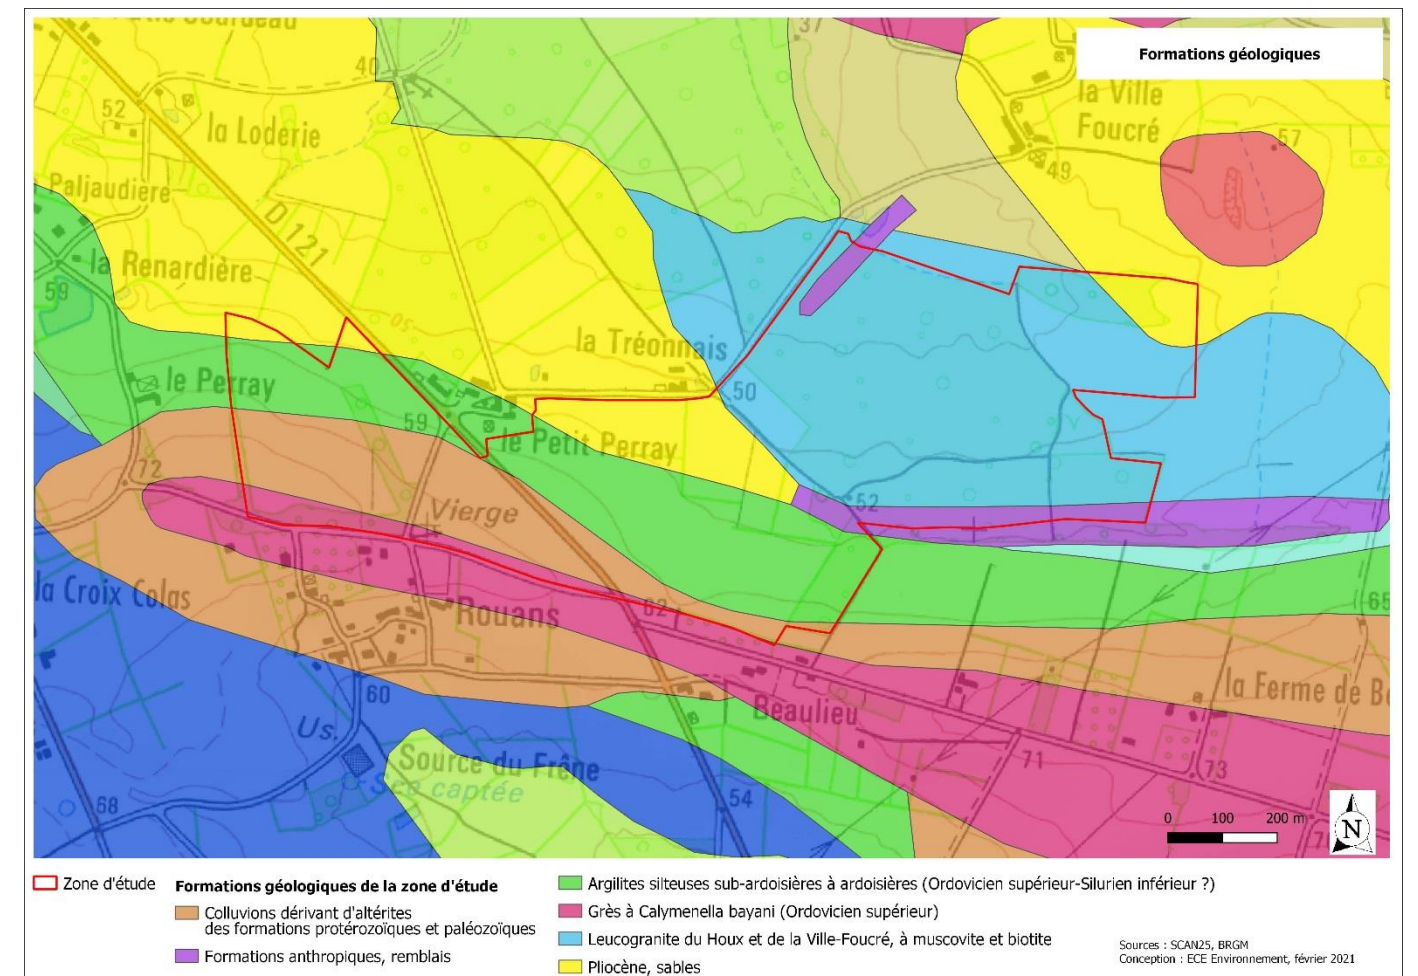 37
Formations géologiques
40
la Ville
Foucré
52
la Loderie
57
49
Paljaudière
D 121
la Renardière
59
la Tréonnais
le Perray
50
59
le Petit Perray
72
52
Vierge
la Croix Colas
Rouans
62
65
la Ferme de B
60
Beaulieu
Us.
Source du Frêne
71
73
Sce captée
68
54
0 100 200 m
N
Zone d'étude
Formations géologiques de la zone d'étude
Colluvions dérivant d'altérites
des formations protérozoïques et paléozoïques
Formations anthropiques, remblais
Argilites silteuses sub-ardoisières à ardoisières (Ordovicien supérieur-Silurien inférieur ?)
Grès à Calymenella bayani (Ordovicien supérieur)
Leucogranite du Houx et de la Ville-Foucré, à muscovite et biotite
Pliocène, sables
Sources : SCAN25, BRGM
Conception : ECE Environnement, février 2021